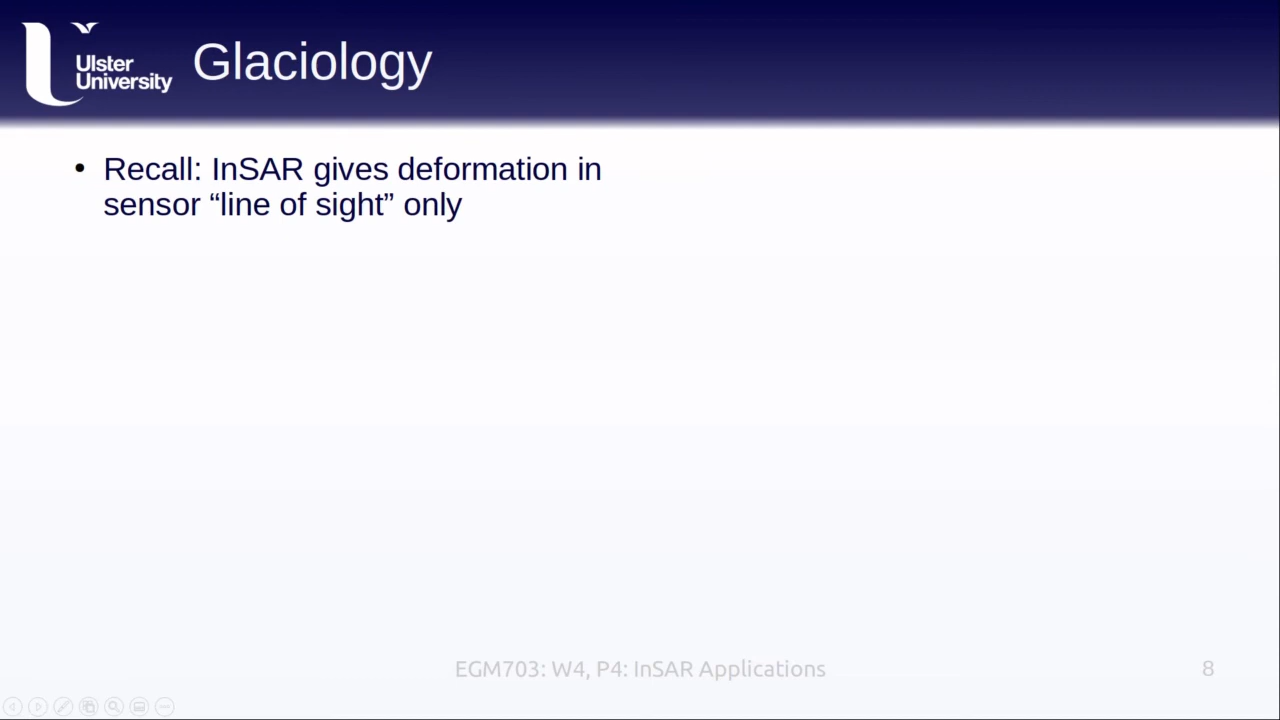 Ulster
University
Glaciology
• Recall: InSAR gives deformation in
sensor “line of sight” only
EGM703: W4, P4: InSAR Applications
8